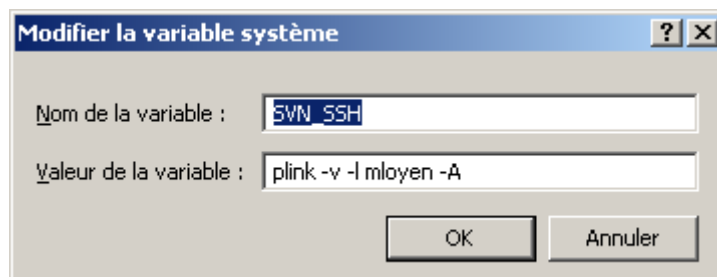 Modifier la variable système
Nom de la variable : SVN_SSH
Valeur de la variable : plink -v -l mloyen -A
OK Annuler